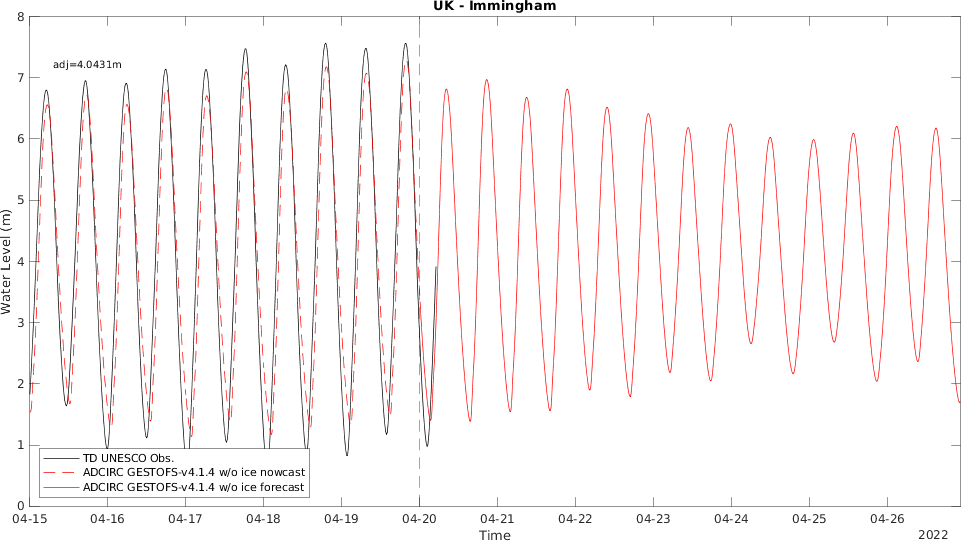 UK - Immingham
8
7
6
5
4
3
2
1
0
Water Level (m)
adj=4.0431m
TD UNESCO Obs.
ADCIRC GESTOFS-v4.1.4 w/o ice nowcast
ADCIRC GESTOFS-v4.1.4 w/o ice forecast
04-15 04-16 04-17 04-18 04-19 04-20 04-21 04-22 04-23 04-24 04-25 04-26
Time
2022